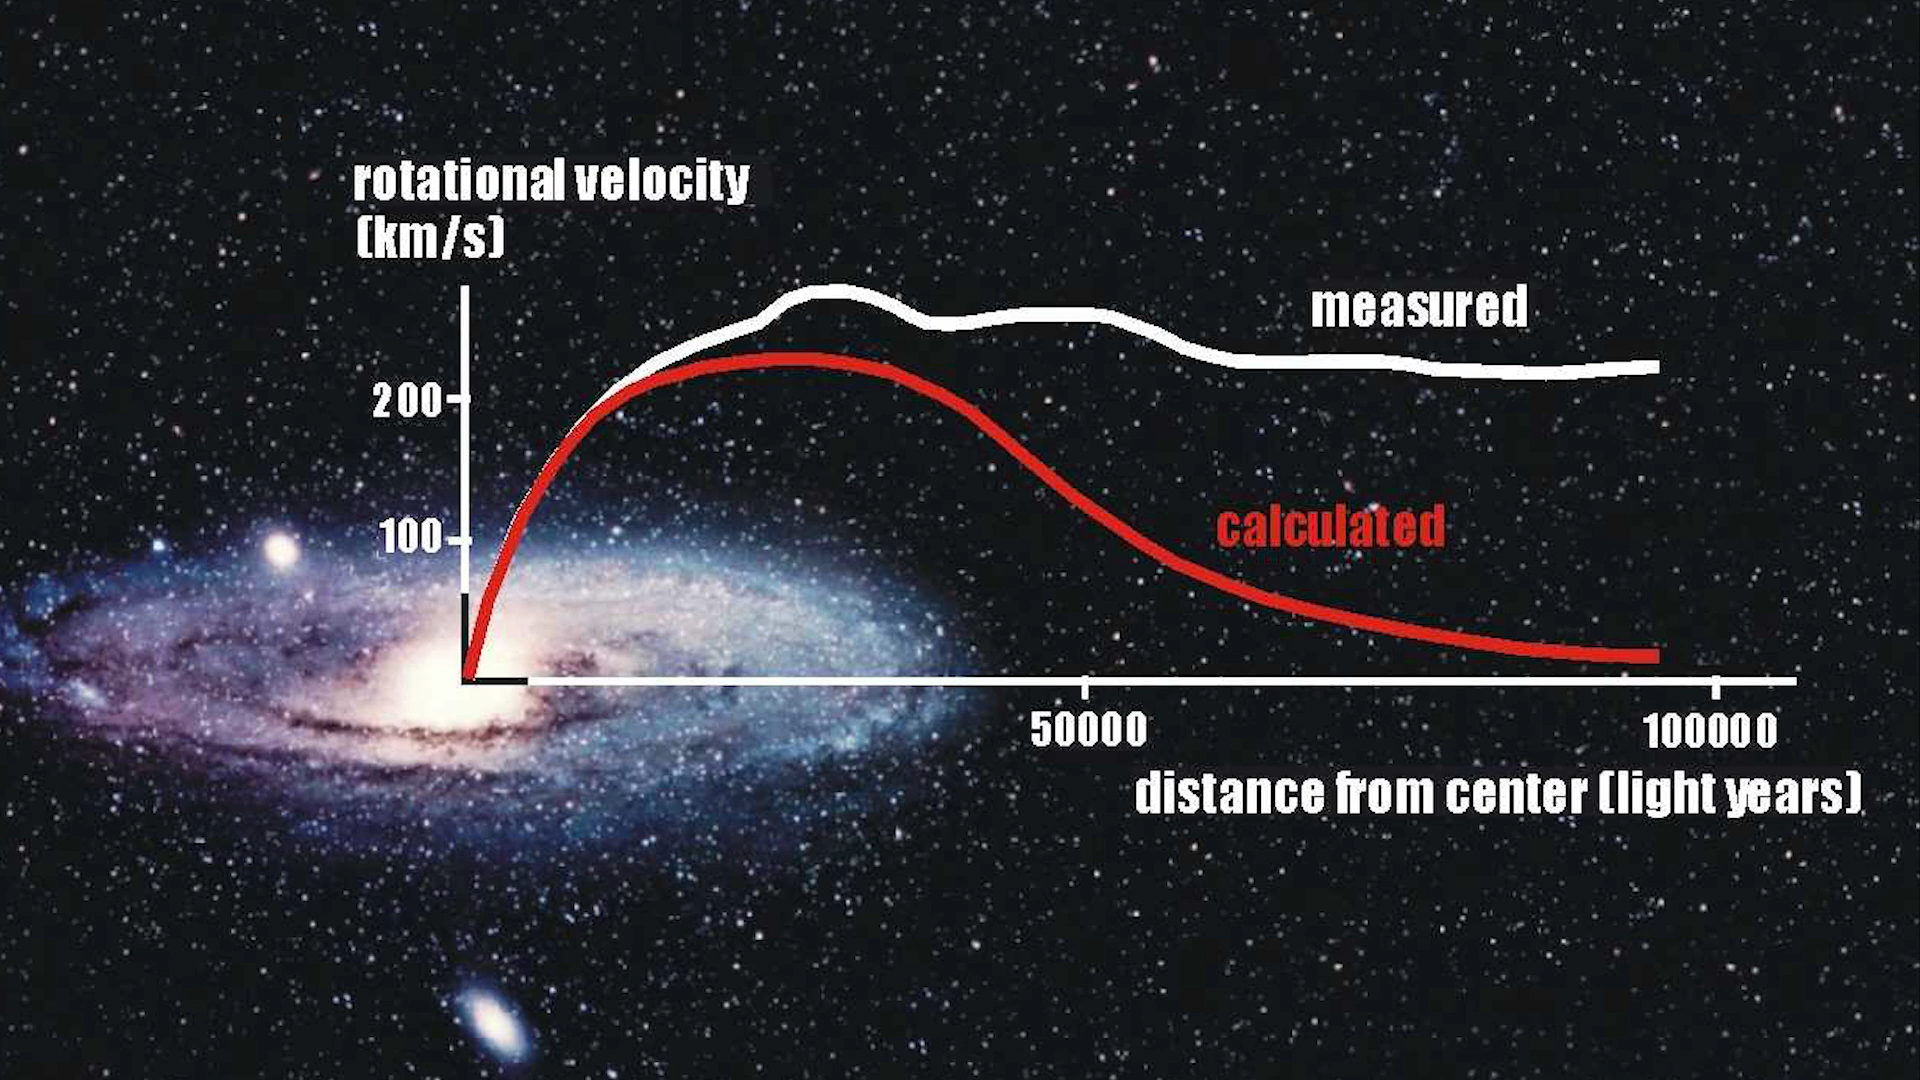 rotational velocity
(km/s)
measured
200
calculated
100
50000
100000
distance from center (light years)